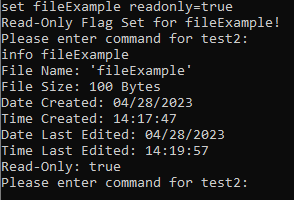 set fileExample readonly=true
Read-Only Flag Set for fileExample!
Please enter command for test2:
info fileExample
File Name: 'fileExample'
File Size: 100 Bytes
Date Created: 04/28/2023
Time Created: 14:17:47
Date Last Edited: 04/28/2023
Time Last Edited: 14:19:57
Read-Only: true
Please enter command for test2: